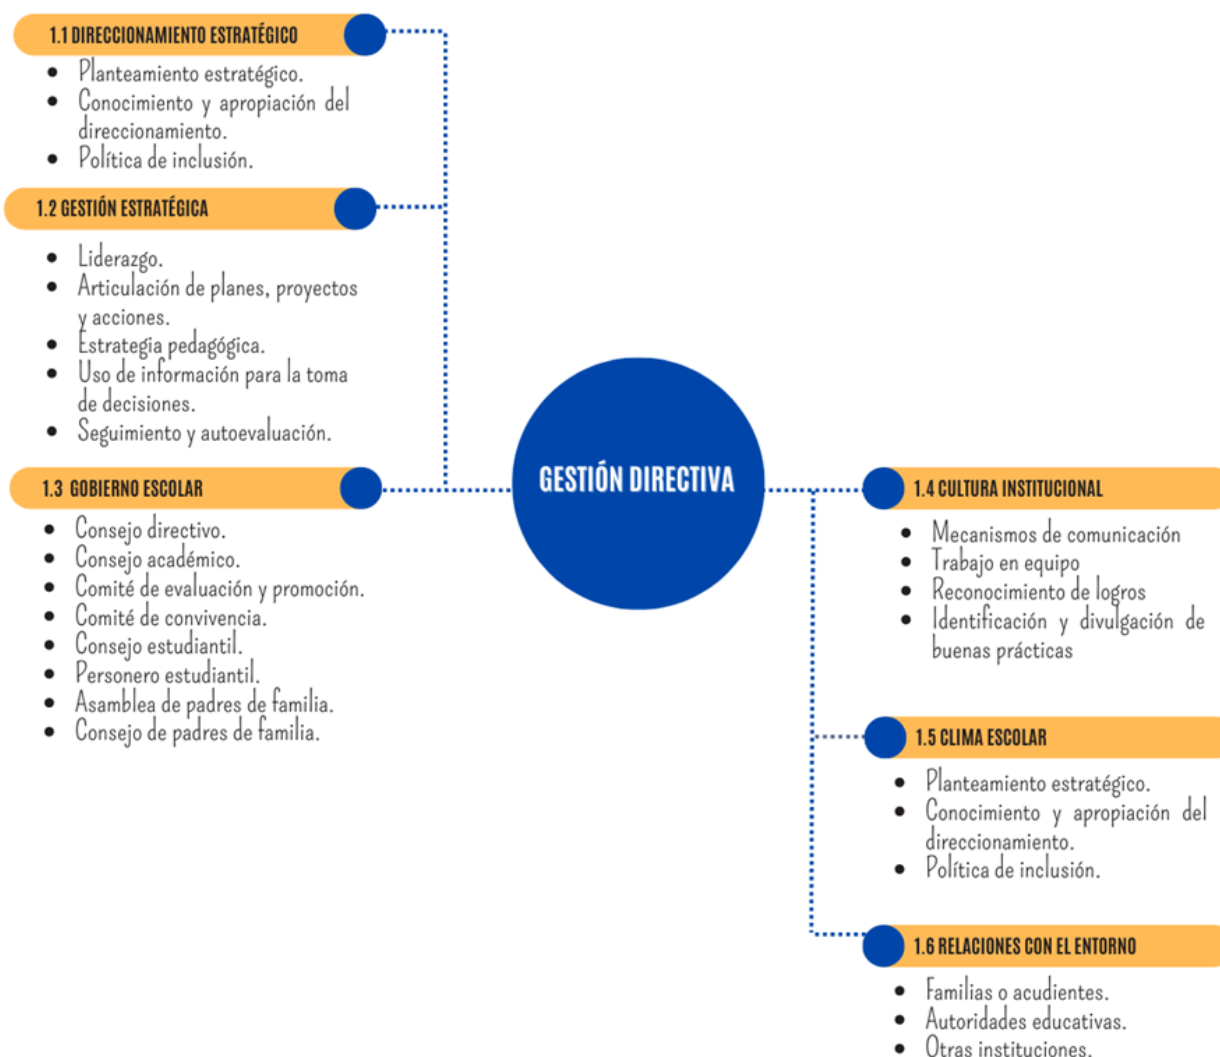 1.1 DIRECCIONAMIENTO ESTRATÉGICO
• Planteamiento estratégico.
• Conocimiento y apropiación del
direccionamiento.
• Política de inclusión.
1.2 GESTIÓN ESTRATÉGICA
• Liderazgo.
• Articulación de planes, proyectos
y acciones.
• Estrategia pedagógica.
• Uso de información para la toma
de decisiones.
• Seguimiento y autoevaluación.
1.3 GOBIERNO ESCOLAR
• Consejo directivo.
• Consejo académico.
• Comité de evaluación y promoción.
• Comité de convivencia.
• Consejo estudiantil.
• Personero estudiantil.
• Asamblea de padres de familia.
• Consejo de padres de familia.
GESTIÓN DIRECTIVA
1.4 CULTURA INSTITUCIONAL
• Mecanismos de comunicación
• Trabajo en equipo
• Reconocimiento de logros
• Identificación y divulgación de
buenas prácticas
1.5 CLIMA ESCOLAR
• Planteamiento estratégico.
• Conocimiento y apropiación del
direccionamiento.
• Política de inclusión.
1.6 RELACIONES CON EL ENTORNO
• Familias o acudientes.
• Autoridades educativas.
• Otras instituciones.